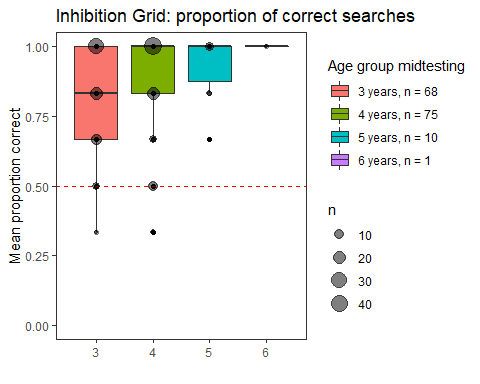 Inhibition Grid: proportion of correct searches
Mean proportion correct
1.00
0.75
0.50
0.25
0.00
3 4 5 6
Age group midtesting
3 years, n = 68
4 years, n = 75
5 years, n = 10
6 years, n = 1
n
10
20
30
40